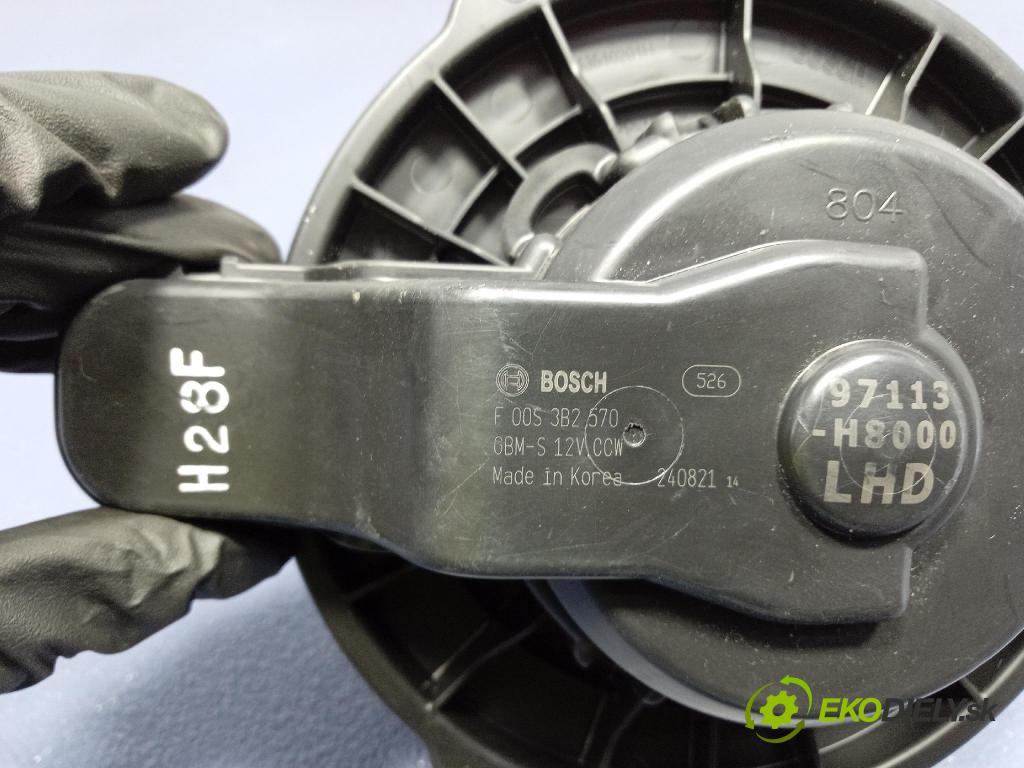 804
BOSCH
526
F 00S 3B2 570
GBM-S 12V CCW
Made in Korea
240821 14
97113
-H8000
LHD
H28F
EKODIELY.sk